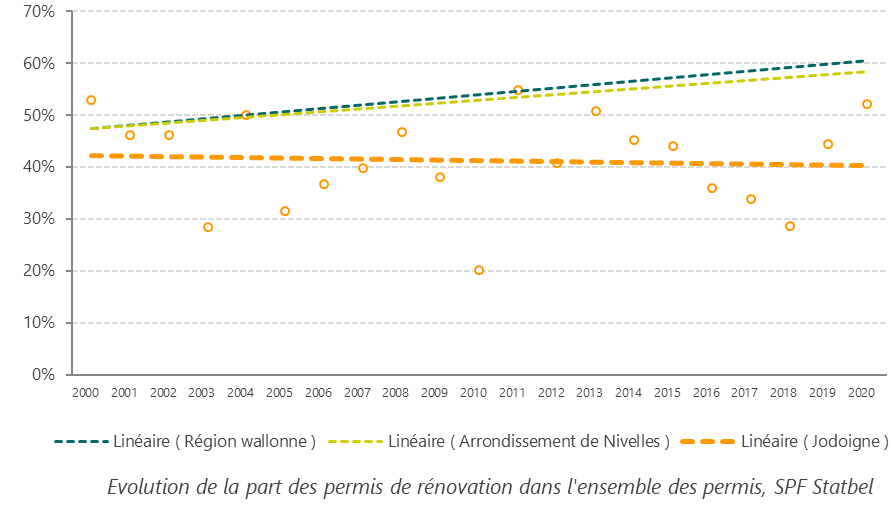 70%
60%
50%
40%
30%
20%
10%
0%
2000 2001 2002 2003 2004 2005 2006 2007 2008 2009 2010 2011 2012 2013 2014 2015 2016 2017 2018 2019 2020
Linéaire ( Région wallonne ) Linéaire ( Arrondissement de Nivelles ) Linéaire ( Jodoigne )
Evolution de la part des permis de rénovation dans l'ensemble des permis, SPF Statbel